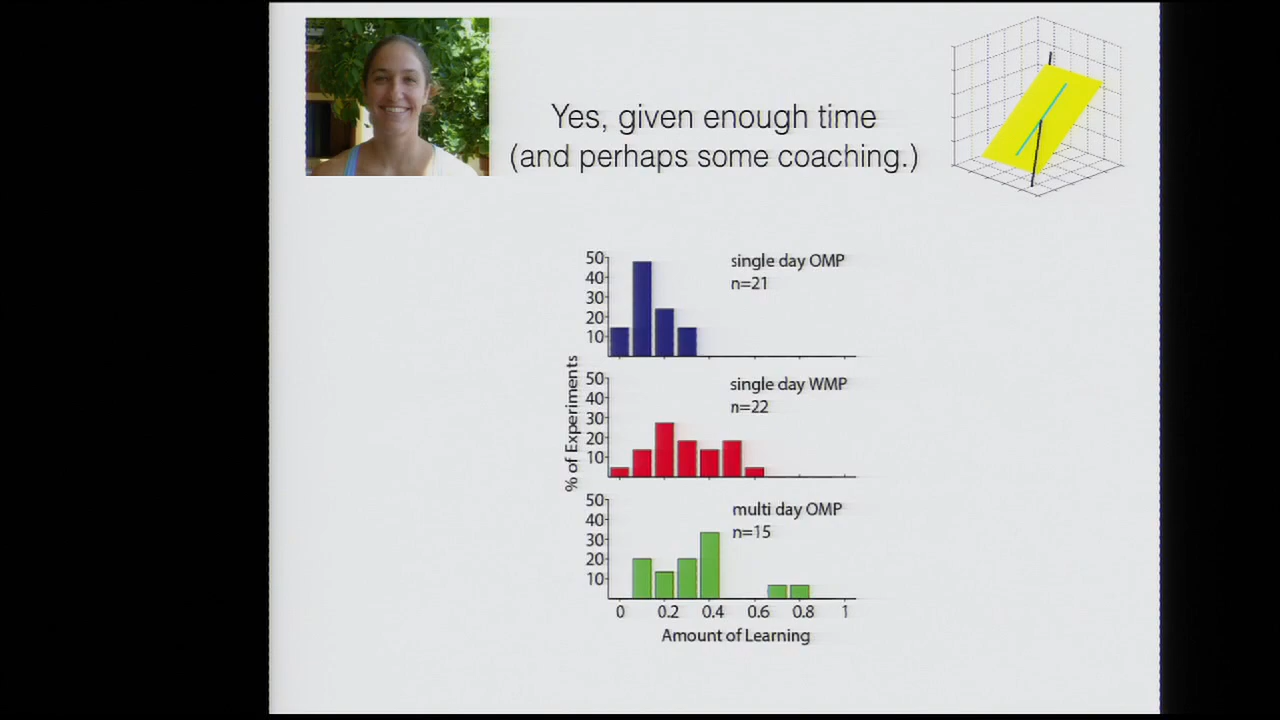 Yes, given enough time
(and perhaps some coaching.)
50
40
30
20
10
single day OMP
n=21
50
40
30
20
10
single day WMP
n=22
% of Experiments
50
40
30
20
10
multi day OMP
n=15
0 0.2 0.4 0.6 0.8 1
Amount of Learning